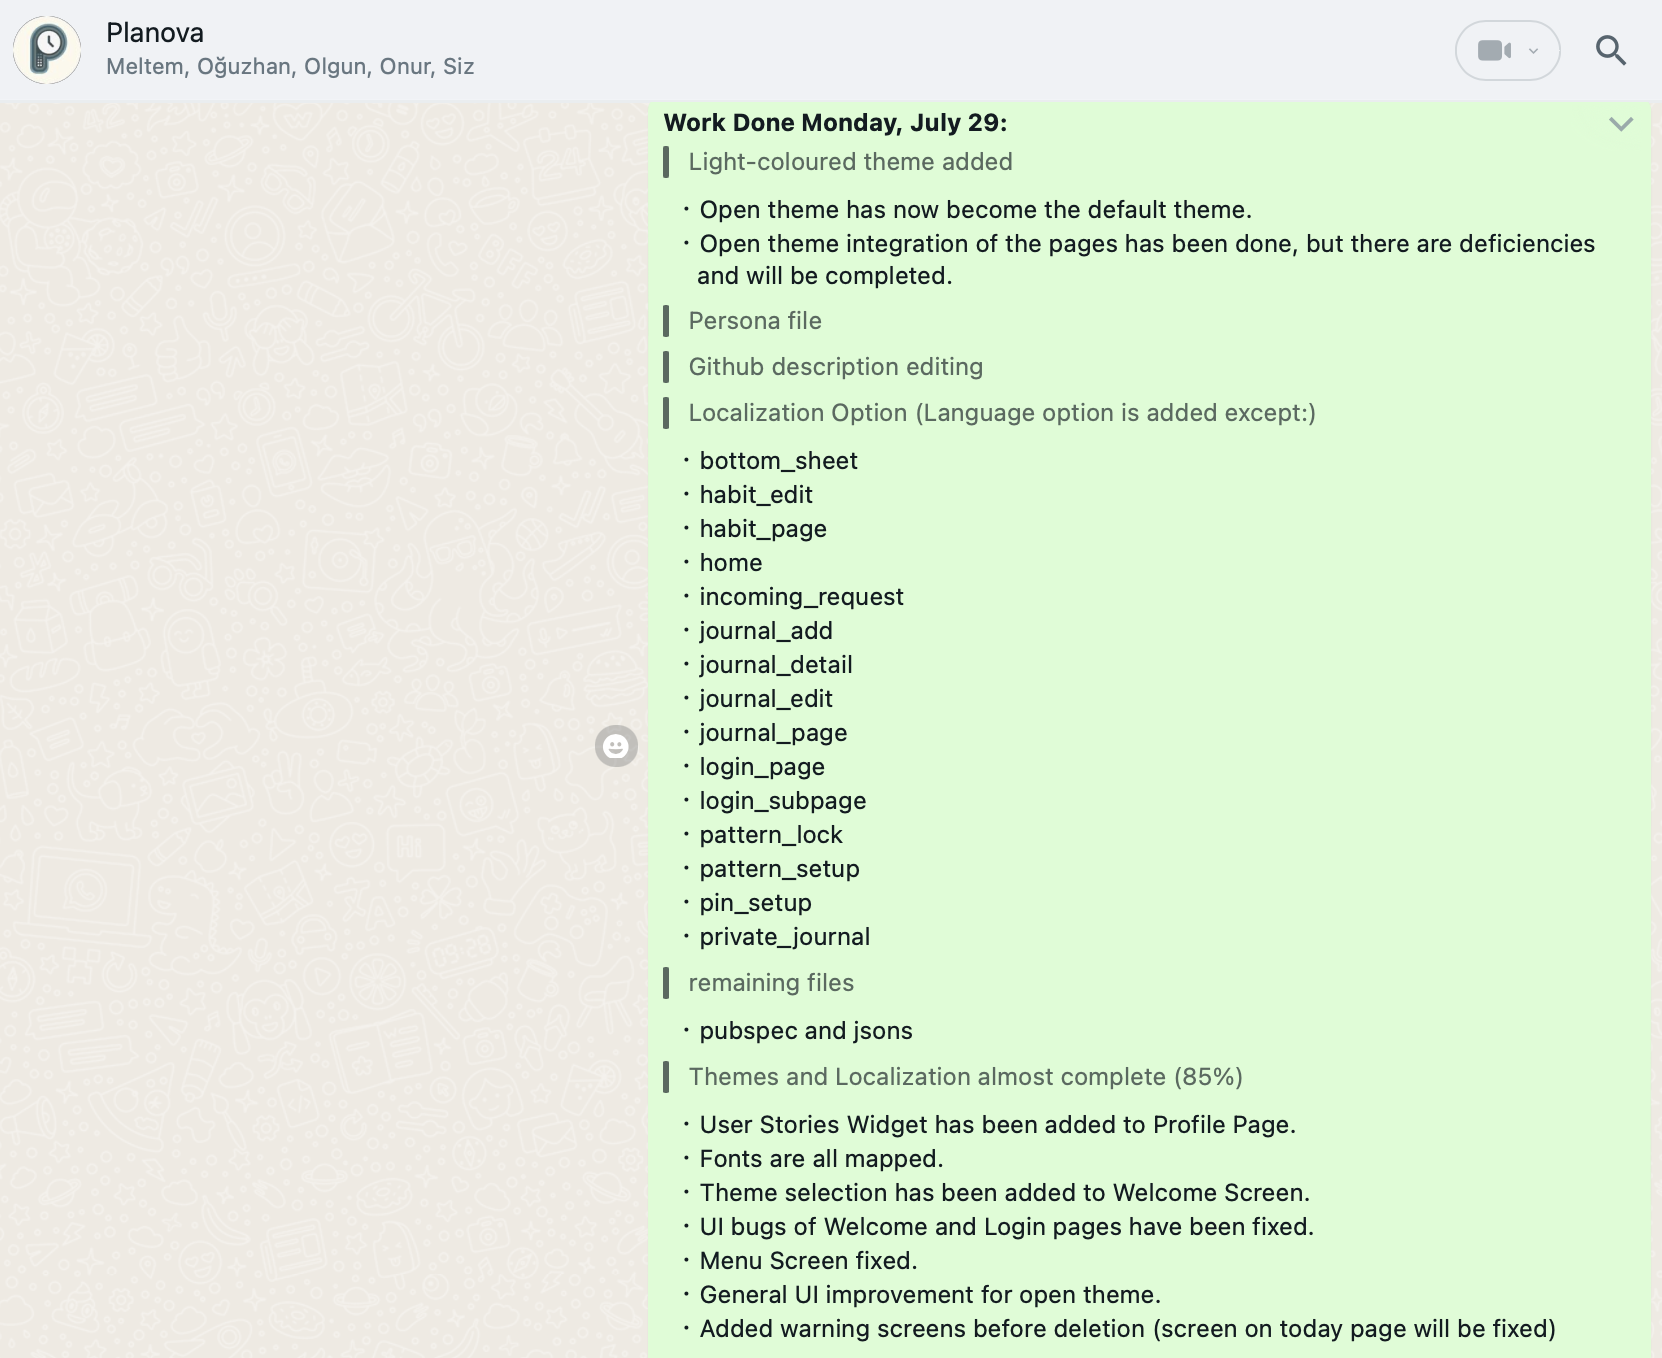 Planova
Meltem, Oğuzhan, Olgun, Onur, Siz
Work Done Monday, July 29:
Light-coloured theme added
· Open theme has now become the default theme.
· Open theme integration of the pages has been done, but there are deficiencies
and will be completed.
Persona file
Github description editing
Localization Option (Language option is added except:)
· bottom_sheet
· habit_edit
· habit_page
· home
· incoming_request
· journal_add
· journal_detail
· journal_edit
· journal_page
· login_page
· login_subpage
· pattern_lock
· pattern_setup
· pin_setup
· private_journal
remaining files
· pubspec and jsons
Themes and Localization almost complete (85%)
· User Stories Widget has been added to Profile Page.
· Fonts are all mapped.
· Theme selection has been added to Welcome Screen.
· UI bugs of Welcome and Login pages have been fixed.
· Menu Screen fixed.
· General UI improvement for open theme.
· Added warning screens before deletion (screen on today page will be fixed)